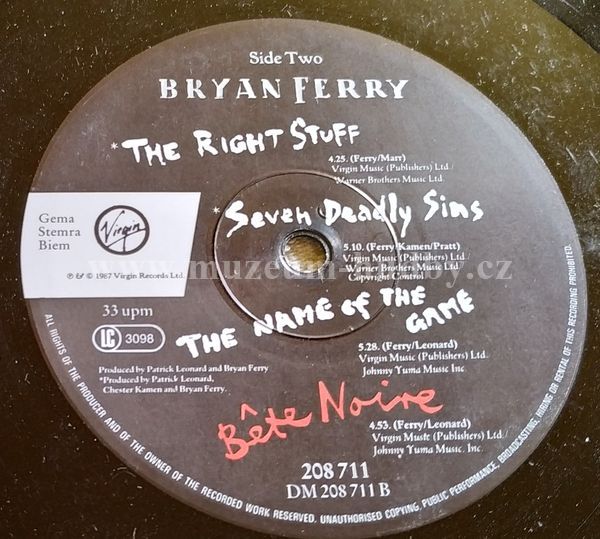 Side Two
BRYAN FERRY
*THE RIGHT STUFF
4.25. (Ferry/Marr)
Virgin Music (Publishers) Ltd./
Warner Brothers Music Ltd.
*Seven Deadly Sins
5.10. (Ferry/Kamen/Pratt)
Virgin Music (Publishers) Ltd./
Warner Brothers Music Ltd
Copyright Control
Gema
Stemra
Biem
Virgin
℗ & © 1987 Virgin Records Ltd.
33 upm
LC 3098
THE NAME OF THE
GAME
5.28. (Ferry/Leonard)
Virgin Music (Publishers) Ltd./
Johnny Yuma Music Inc.
Produced by Patrick Leonard and Bryan Ferry
*Produced by Patrick Leonard,
Chester Kamen and Bryan Ferry.
Bête Noire
4.53. (Ferry/Leonard)
Virgin Music (Publishers) Ltd./
Johnny Yuma Music, Inc.
208 711
DM 208 711 B
ALL RIGHTS OF THE PRODUCER AND OF THE OWNER OF THE RECORDED WORK RESERVED. UNAUTHORISED COPYING, PUBLIC PERFORMANCE, BROADCASTING, HIRING OR RENTAL OF THIS RECORDING PROHIBITED.